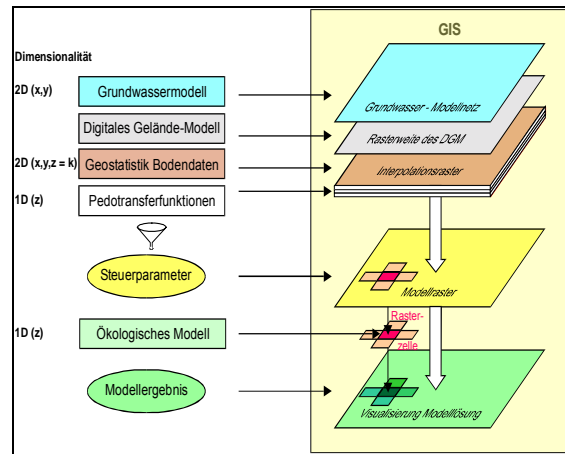 GIS
Dimensionalität
2D (x,y)
Grundwassermodell
Grundwasser - Modellnetz
Digitales Gelände-Modell
Rasterweite des DGM
2D (x,y,z = k)
Geostatistik Bodendaten
Interpolationsraster
1D (z)
Pedotransferfunktionen
Steuerparameter
Modellraster
Raster-
zelle
1D (z)
Ökologisches Modell
Modellergebnis
Visualisierung Modellösung